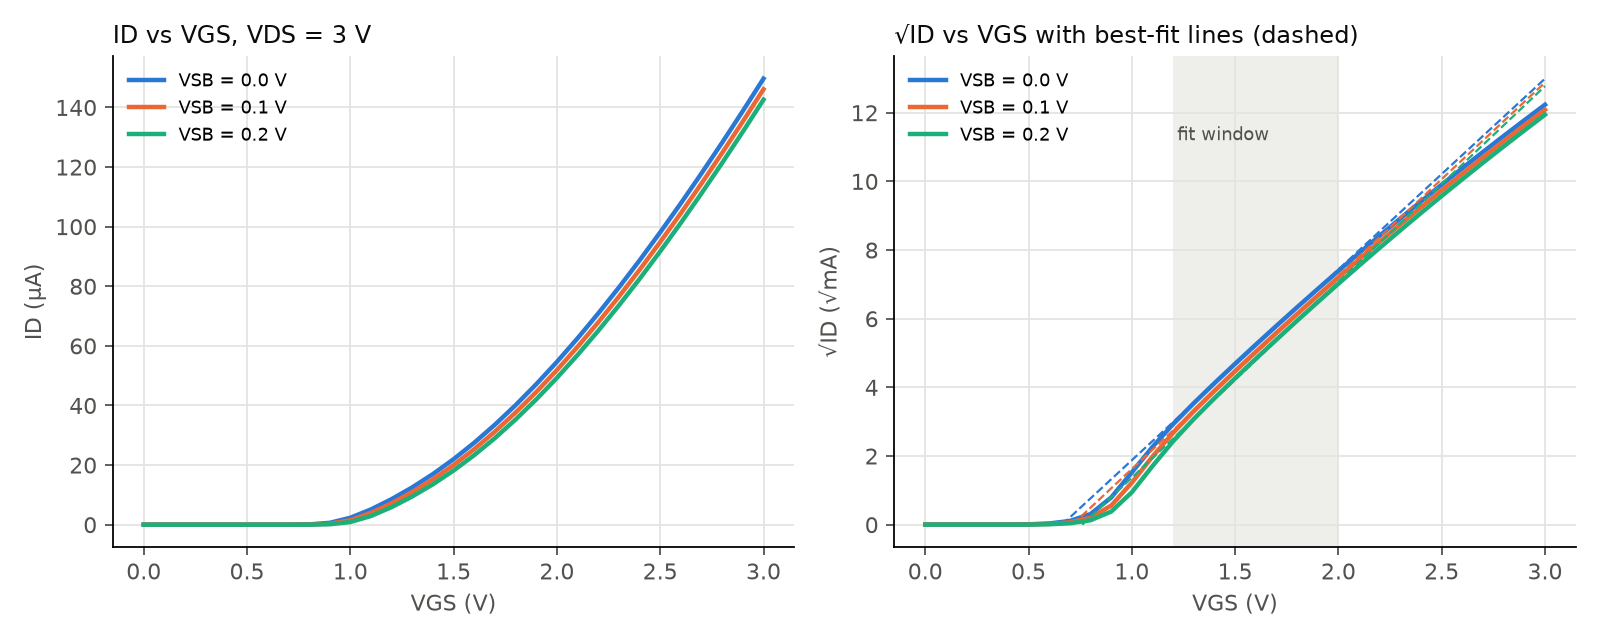 ID vs VGS, VDS = 3 V
VSB = 0.0 V
VSB = 0.1 V
VSB = 0.2 V
140
120
100
80
60
40
20
0
ID (μA)
0.0 0.5 1.0 1.5 2.0 2.5 3.0
VGS (V)
√ID vs VGS with best-fit lines (dashed)
VSB = 0.0 V
VSB = 0.1 V
VSB = 0.2 V
fit window
12
10
8
6
4
2
0
√ID (√mA)
0.0 0.5 1.0 1.5 2.0 2.5 3.0
VGS (V)